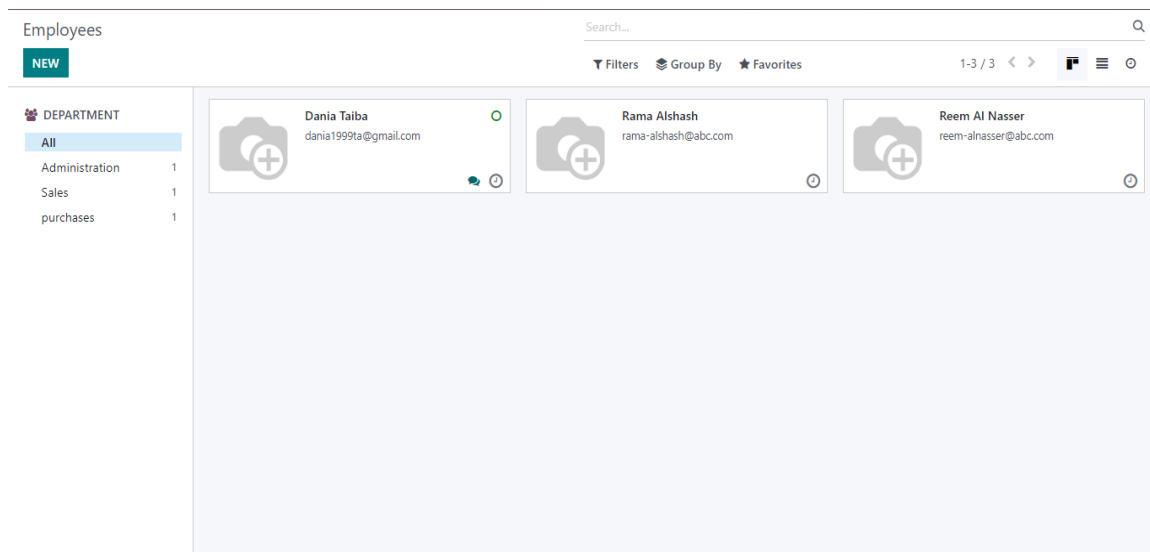 Employees
Search...
NEW
Filters Group By Favorites
1-3 / 3
DEPARTMENT
All
Administration 1
Sales 1
purchases 1
Dania Taiba
dania1999ta@gmail.com
Rama Alshash
rama-alshash@abc.com
Reem Al Nasser
reem-alnasser@abc.com